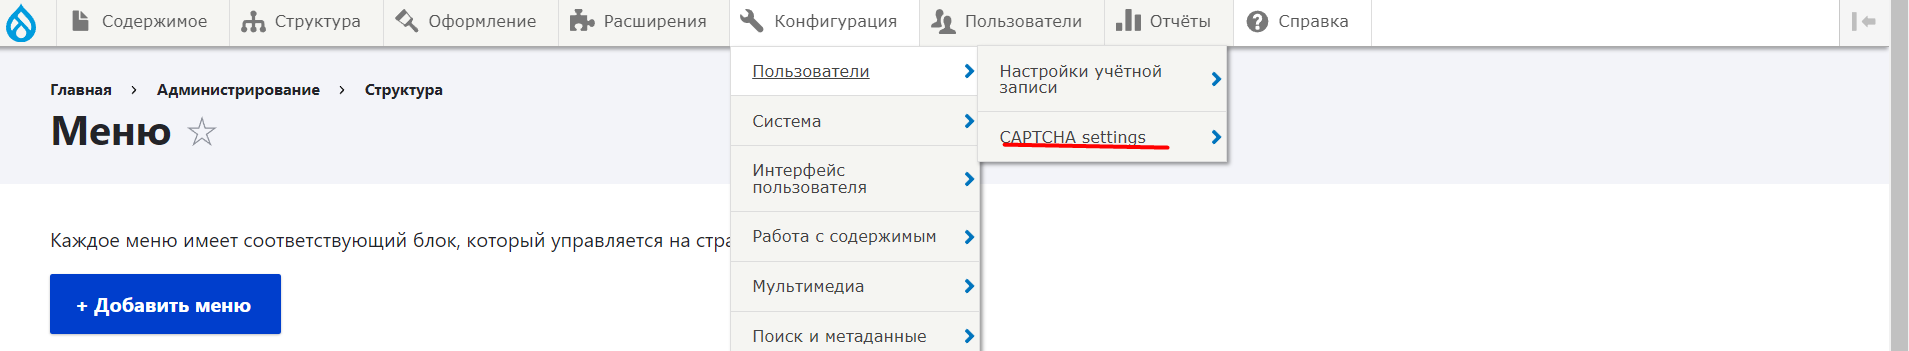 Содержимое Структура Оформление Расширения Конфигурация Пользователи Отчёты Справка
Главная > Администрирование > Структура
Меню
Каждое меню имеет соответствующий блок, который управляется на
+ Добавить меню
Пользователи
Система
Интерфейс
пользователя
Работа с содержимым
Мультимедиа
Поиск и метаданные
Настройки учётной
записи
CAPTCHA settings